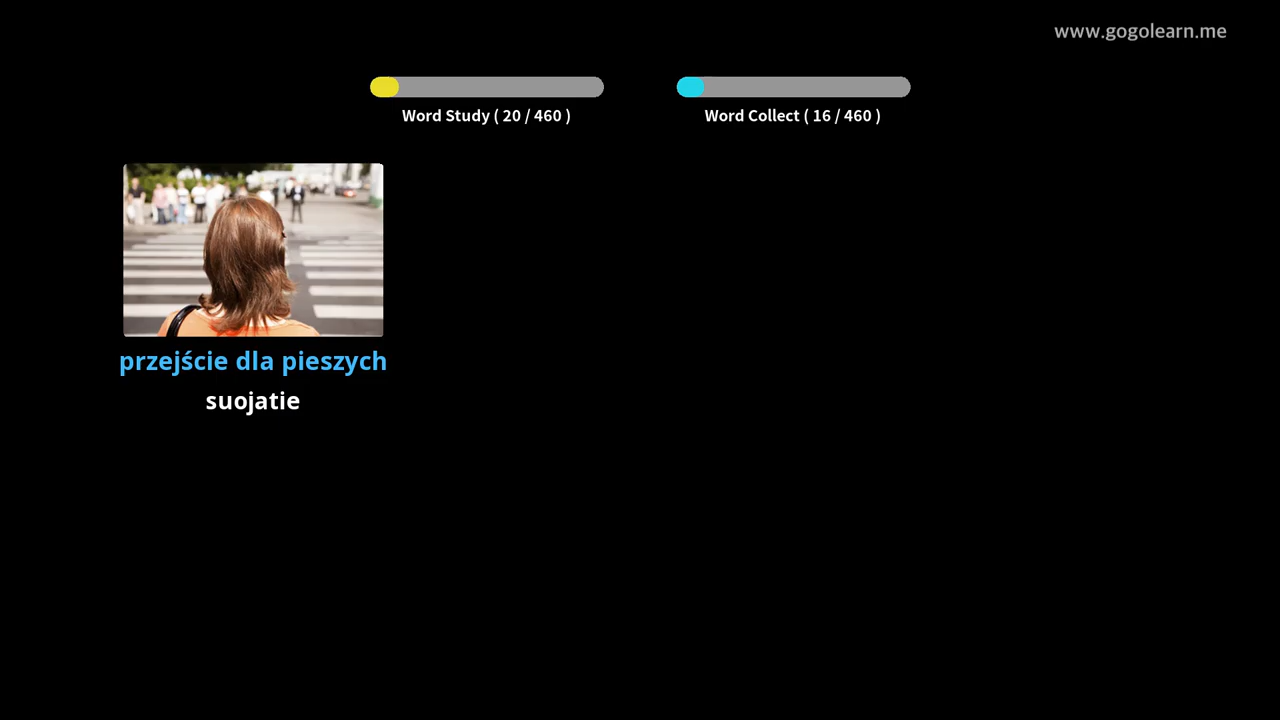 www.gogolearn.me
Word Study ( 20 / 460 )
Word Collect ( 16 / 460 )
przejście dla pieszych
suojatie